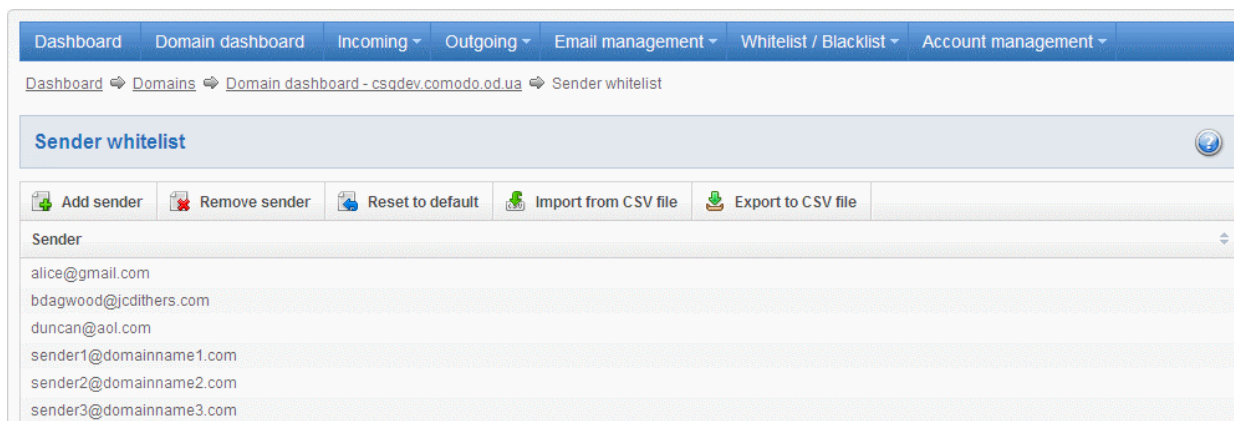 Dashboard Domain dashboard Incoming Outgoing Email management Whitelist / Blacklist Account management
Dashboard Domains Domain dashboard - csgdev.comodo.od.ua Sender whitelist
Sender whitelist
Add sender Remove sender Reset to default Import from CSV file Export to CSV file
Sender
alice@gmail.com
bdagwood@jcdithers.com
duncan@aol.com
sender1@domainname1.com
sender2@domainname2.com
sender3@domainname3.com